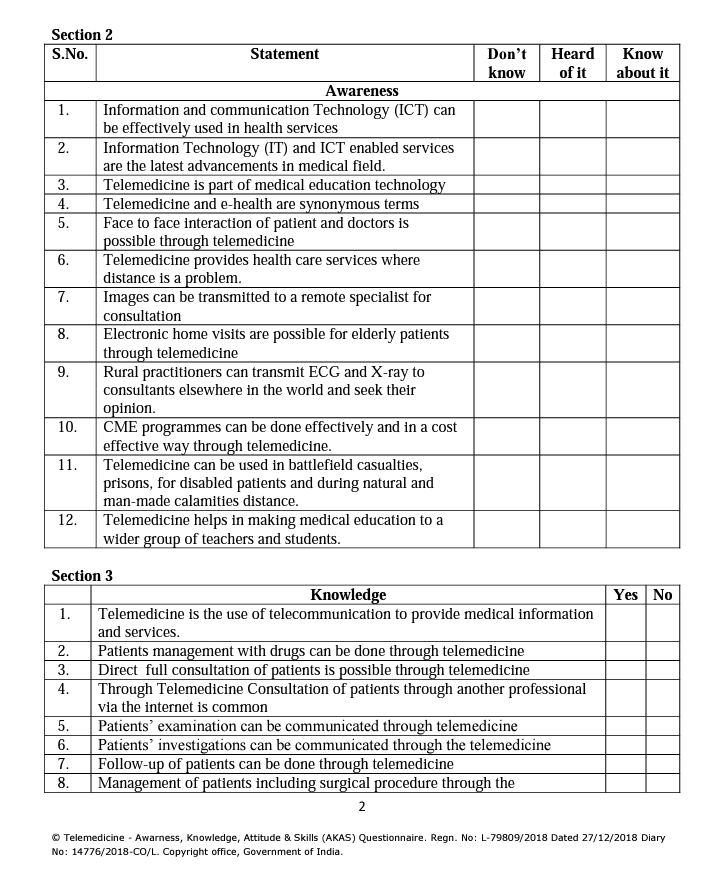 Section 2
S.No. Statement Don't Heard Know
know of it about it
Awareness
1. Information and communication Technology (ICT) can
be effectively used in health services
2. Information Technology (IT) and ICT enabled services
are the latest advancements in medical field.
3. Telemedicine is part of medical education technology
4. Telemedicine and e-health are synonymous terms
5. Face to face interaction of patient and doctors is
possible through telemedicine
6. Telemedicine provides health care services where
distance is a problem.
7. Images can be transmitted to a remote specialist for
consultation
8. Electronic home visits are possible for elderly patients
through telemedicine
9. Rural practitioners can transmit ECG and X-ray to
consultants elsewhere in the world and seek their
opinion.
10. CME programmes can be done effectively and in a cost
effective way through telemedicine.
11. Telemedicine can be used in battlefield casualties,
prisons, for disabled patients and during natural and
man-made calamities distance.
12. Telemedicine helps in making medical education to a
wider group of teachers and students.
Section 3
Knowledge Yes No
1. Telemedicine is the use of telecommunication to provide medical information
and services.
2. Patients management with drugs can be done through telemedicine
3. Direct full consultation of patients is possible through telemedicine
4. Through Telemedicine Consultation of patients through another professional
via the internet is common
5. Patients' examination can be communicated through telemedicine
6. Patients' investigations can be communicated through the telemedicine
7. Follow-up of patients can be done through telemedicine
8. Management of patients including surgical procedure through the
2
© Telemedicine - Awarness, Knowledge, Attitude & Skills (AKAS) Questionnaire. Regn. No: L-79809/2018 Dated 27/12/2018 Diary
No: 14776/2018-CO/L. Copyright office, Government of India.